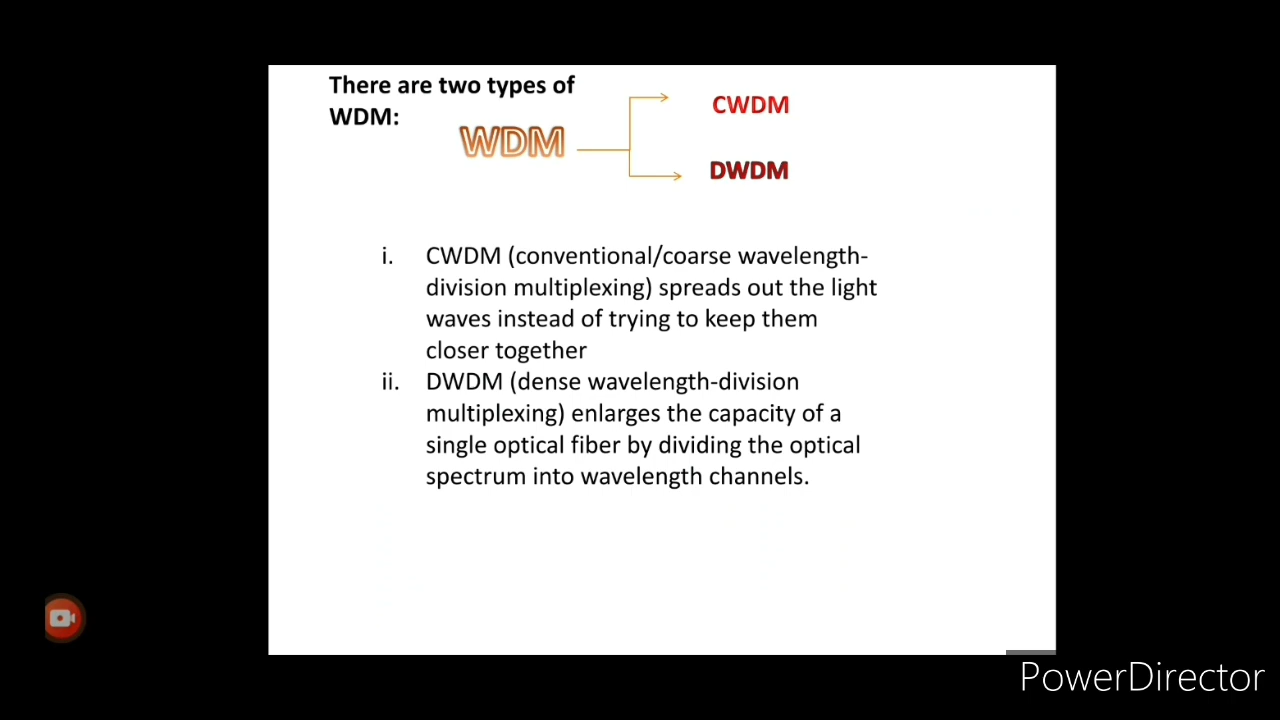 There are two types of
WDM:
WDM
CWDM
DWDM
i. CWDM (conventional/coarse wavelength-
division multiplexing) spreads out the light
waves instead of trying to keep them
closer together
ii. DWDM (dense wavelength-division
multiplexing) enlarges the capacity of a
single optical fiber by dividing the optical
spectrum into wavelength channels.
PowerDirector